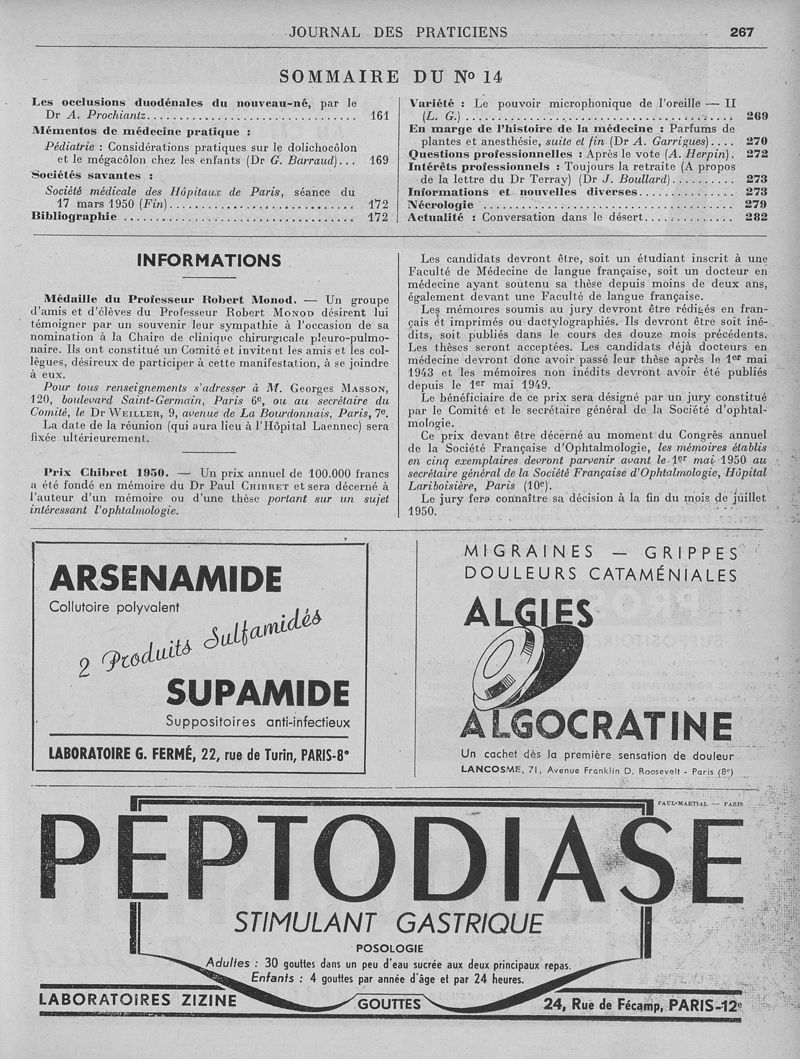 JOURNAL DES PRATICIENS 267
SOMMAIRE DU No 14
Les occlusions duodénales du nouveau-né, par le
Dr A. Prochiantz................................ 161
Mémentos de médecine pratique :
Pédiatrie : Considérations pratiques sur le dolichocôlon
et le mégacôlon chez les enfants (Dr G. Barraud)... 169
Sociétés savantes :
Société médicale des Hôpitaux de Paris, séance du
17 mars 1950 (Fin).............................. 172
Bibliographie .................................... 172
Variété : Le pouvoir microphonique de l'oreille — II
(L. G.) ........................................ 269
En marge de l'histoire de la médecine : Parfums de
plantes et anesthésie, suite et fin (Dr A. Garrigues).... 270
Questions professionnelles : Après le vote (A. Herpin). 272
Intérêts professionnels : Toujours la retraite (A propos
de la lettre du Dr Terray) (Dr J. Boullard).......... 273
Informations et nouvelles diverses............... 273
Nécrologie ....................................... 279
Actualité : Conversation dans le désert.............. 282
INFORMATIONS
Médaille du Professeur Robert Monod. — Un groupe
d'amis et d'élèves du Professeur Robert MONOD désirent lui
témoigner par un souvenir leur sympathie à l'occasion de sa
nomination à la Chaire de clinique chirurgicale pleuro-pulmo-
naire. Ils ont constitué un Comité et invitent les amis et les col-
lègues, désireux de participer à cette manifestation, à se joindre
à eux.
Pour tous renseignements s'adresser à M. GEORGES MASSON,
120, boulevard Saint-Germain, Paris 6e, ou au secrétaire du
Comité, le Dr WEILLER, 9, avenue de La Bourdonnais, Paris, 7e.
La date de la réunion (qui aura lieu à l'Hôpital Laennec) sera
fixée ultérieurement.
Prix Chibret 1950. — Un prix annuel de 100.000 francs
a été fondé en mémoire du Dr Paul CHIBRET et sera décerné à
l'auteur d'un mémoire ou d'une thèse portant sur un sujet
intéressant l'ophtalmologie.
Les candidats devront être, soit un étudiant inscrit à une
Faculté de Médecine de langue française, soit un docteur en
médecine ayant soutenu sa thèse depuis moins de deux ans,
également devant une Faculté de langue française.
Les mémoires soumis au jury devront être rédigés en fran-
çais et imprimés ou dactylographiés. Ils devront être soit iné-
dits, soit publiés dans le cours des douze mois précédents.
Les thèses seront acceptées. Les candidats déjà docteurs en
médecine devront donc avoir passé leur thèse après le 1er mai
1943 et les mémoires non inédits devront avoir été publiés
depuis le 1er mai 1949.
Le bénéficiaire de ce prix sera désigné par un jury constitué
par le Comité et le secrétaire général de la Société d'ophtal-
mologie.
Ce prix devant être décerné au moment du Congrès annuel
de la Société Française d'Ophtalmologie, les mémoires établis
en cinq exemplaires devront parvenir avant le 1er mai 1950 au
secrétaire général de la Société Française d'Ophtalmologie, Hôpital
Lariboisière, Paris (10e).
Le jury fera connaître sa décision à la fin du mois de juillet
1950.
ARSENAMIDE
Collutoire polyvalent
2 Produits Sulfamidés
SUPAMIDE
Suppositoires anti-infectieux
LABORATOIRE G. FERMÉ, 22, rue de Turin, PARIS-8e
MIGRAINES — GRIPPES
DOULEURS CATAMÉNIALES
ALGIES
ALGOCRATINE
Un cachet dès la première sensation de douleur
LANCOSME, 71, Avenue Franklin D. Roosevelt - Paris (8e)
PAUL-MARTIAL — PARIS
PEPTODIASE
STIMULANT GASTRIQUE
POSOLOGIE
Adultes : 30 gouttes dans un peu d'eau sucrée aux deux principaux repas.
Enfants : 4 gouttes par année d'âge et par 24 heures.
LABORATOIRES ZIZINE
GOUTTES
24, Rue de Fécamp, PARIS-12e